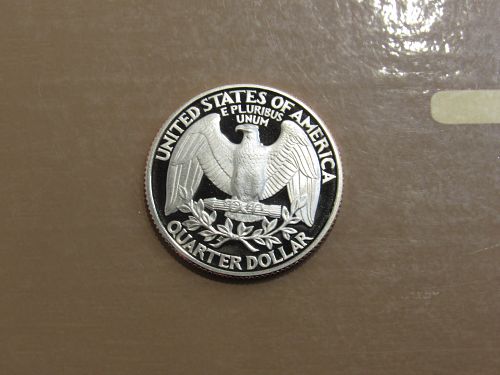 UNITED STATES OF AMERICA
E PLURIBUS
UNUM
QUARTER DOLLAR